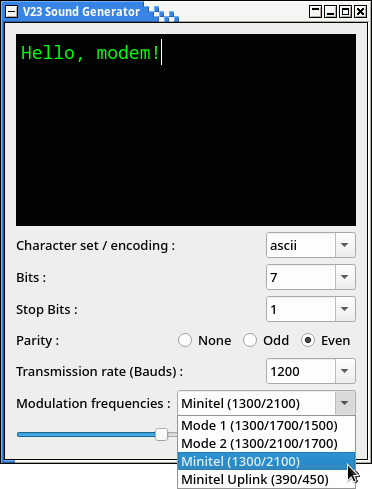 V23 Sound Generator
Hello, modem!
Character set / encoding : ascii
Bits : 7
Stop Bits : 1
Parity : None Odd Even
Transmission rate (Bauds) : 1200
Modulation frequencies : Minitel (1300/2100)
Mode 1 (1300/1700/1500)
Mode 2 (1300/2100/1700)
Minitel (1300/2100)
Minitel Uplink (390/450)